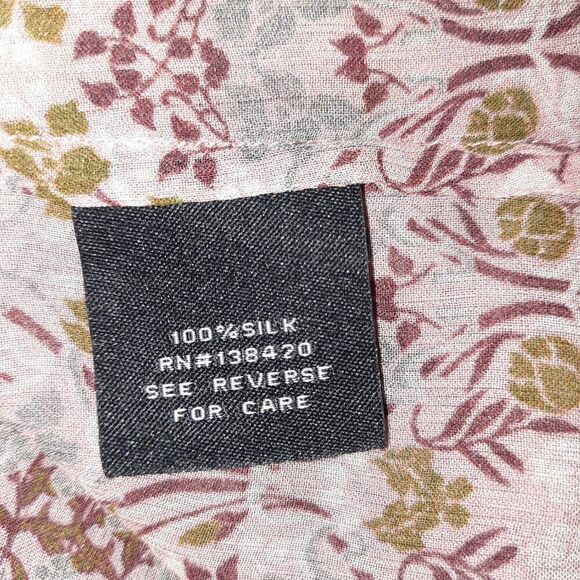 100%SILK
RN#138420
SEE REVERSE
FOR CARE